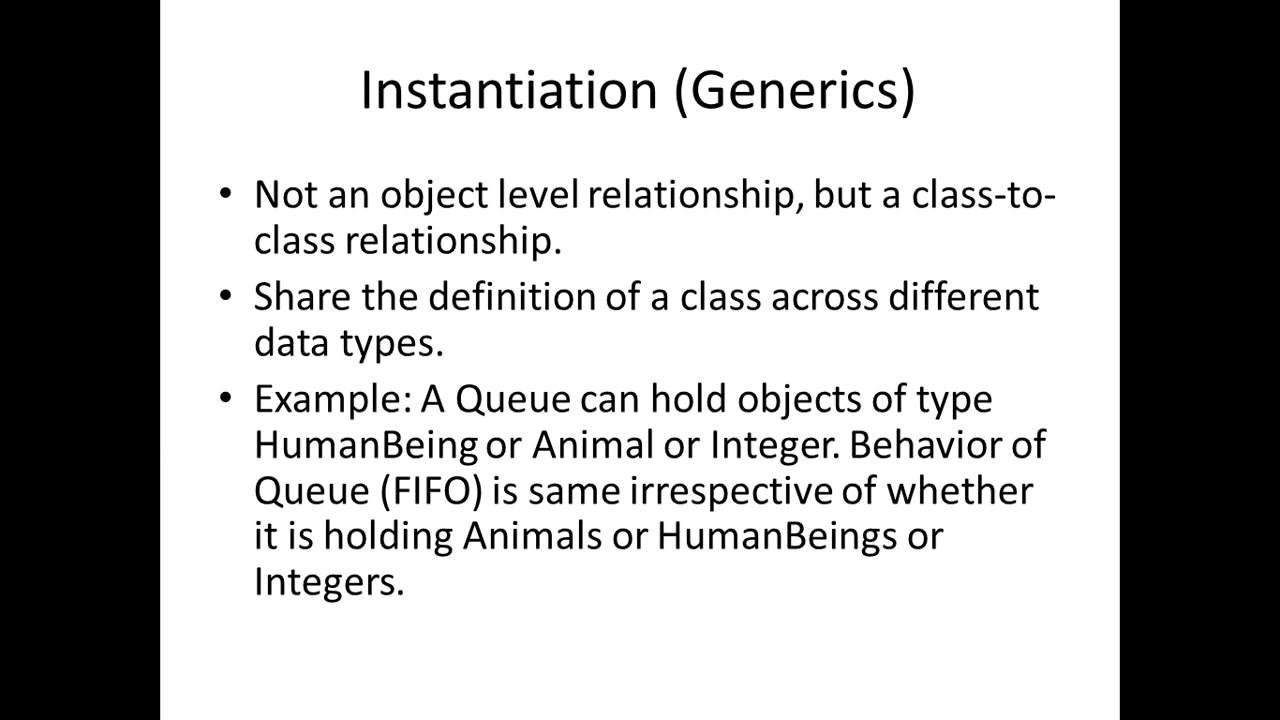 Instantiation (Generics)
• Not an object level relationship, but a class-to-
class relationship.
• Share the definition of a class across different
data types.
• Example: A Queue can hold objects of type
HumanBeing or Animal or Integer. Behavior of
Queue (FIFO) is same irrespective of whether
it is holding Animals or HumanBeings or
Integers.